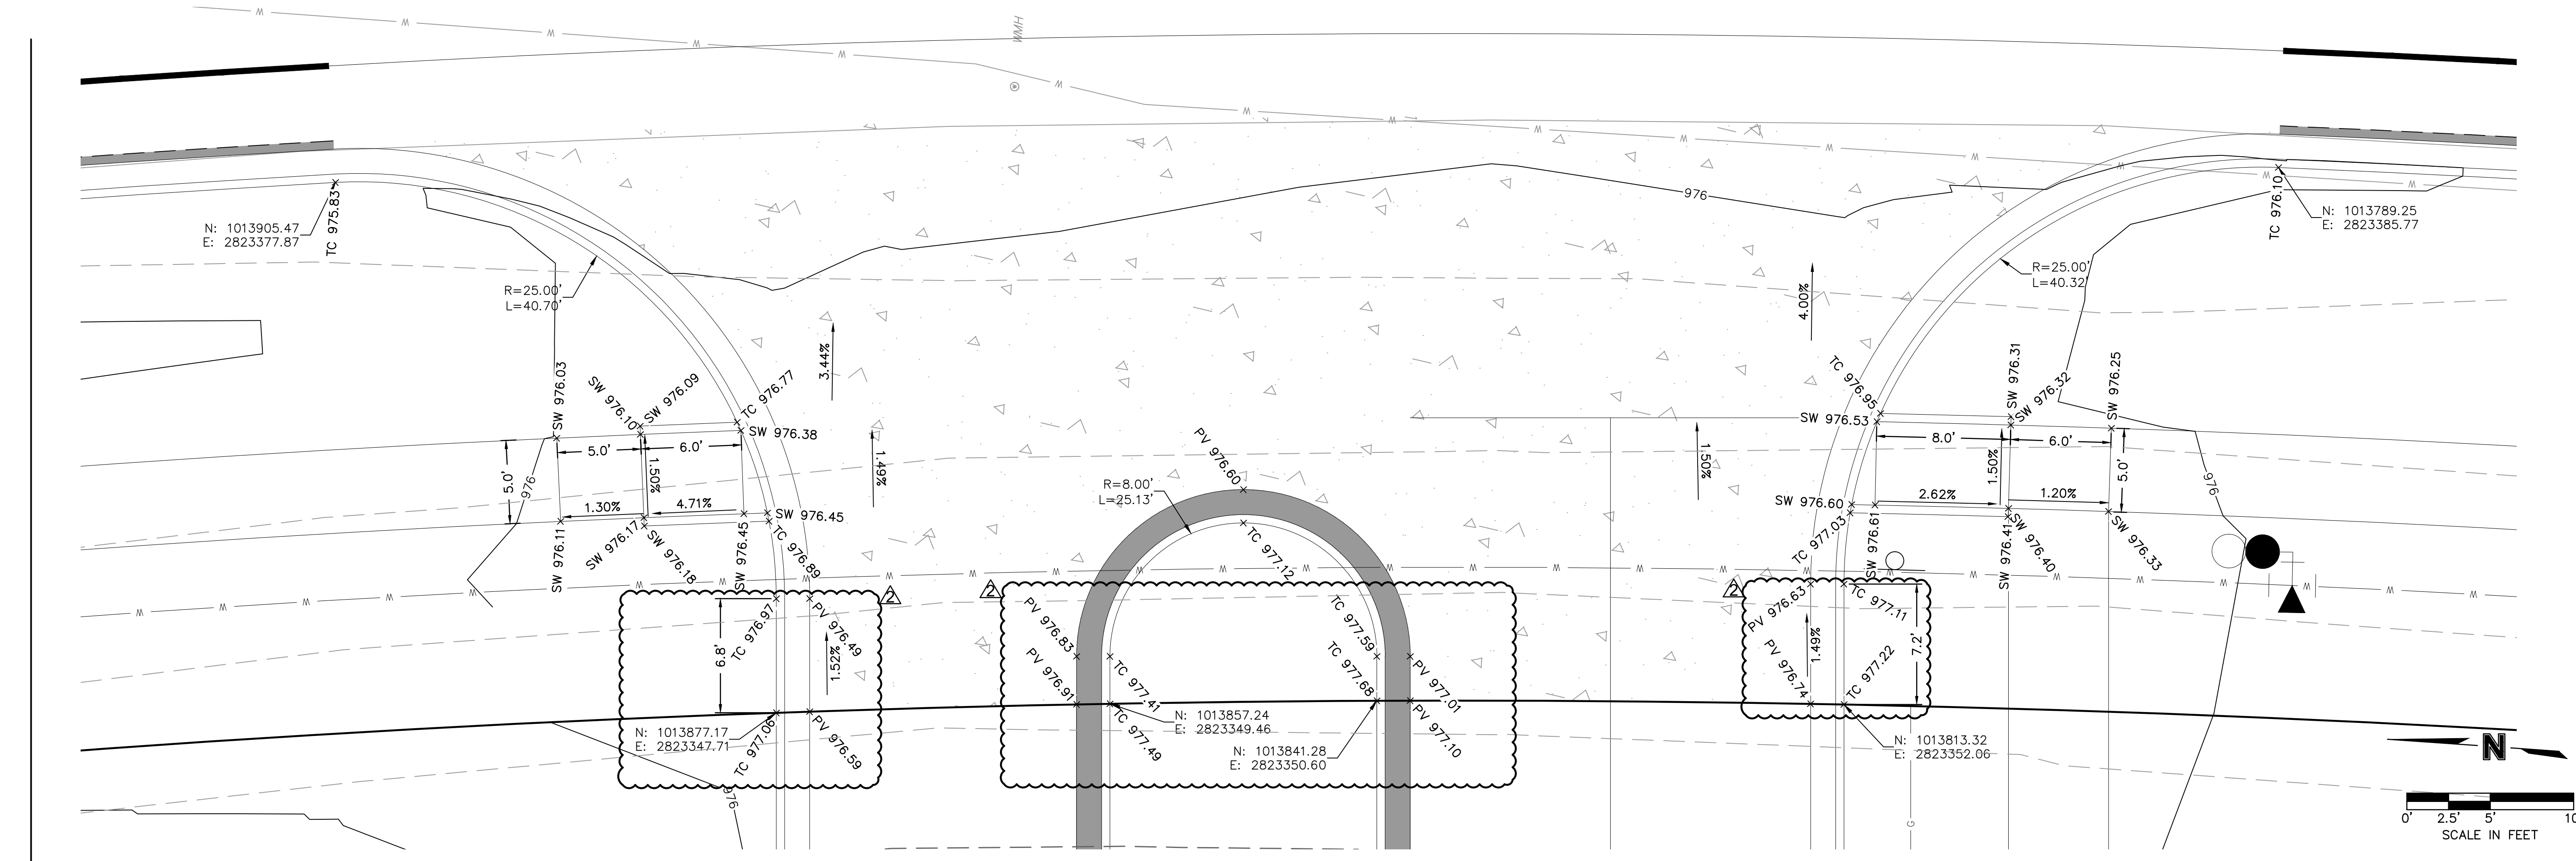 WMH
W W W W W W
W W W W W W W W W
N: 1013905.47
E: 2823377.87
TC 975.83
976
TC 976.10
N: 1013789.25
E: 2823385.77
R=25.00'
L=40.70'
R=25.00'
L=40.32'
3.44%
4.00%
SW 976.03
SW 976.10
SW 976.09
TC 976.77
SW 976.38
5.0'
6.0'
5.0'
976
1.50%
1.30%
4.71%
1.49%
SW 976.45
SW 976.11
SW 976.17
SW 976.18
SW 976.45
TC 976.89
PV 976.60
R=8.00'
L=25.13'
TC 977.12
1.50%
TC 976.95
SW 976.53
SW 976.31
SW 976.32
SW 976.25
8.0'
6.0'
5.0'
1.50%
2.62%
1.20%
SW 976.60
TC 977.03
SW 976.61
SW 976.41
SW 976.40
SW 976.33
976
2
6.8'
TC 976.97
PV 976.49
1.52%
N: 1013877.17
E: 2823347.71
TC 977.06
PV 976.59
976
2
PV 976.83
PV 976.91
TC 977.41
TC 977.49
N: 1013857.24
E: 2823349.46
TC 977.59
TC 977.68
PV 977.01
PV 977.10
N: 1013841.28
E: 2823350.60
2
PV 976.63
TC 977.11
PV 976.74
1.49%
TC 977.22
7.2'
N: 1013813.32
E: 2823352.06
G
N
0' 2.5' 5' 10
SCALE IN FEET